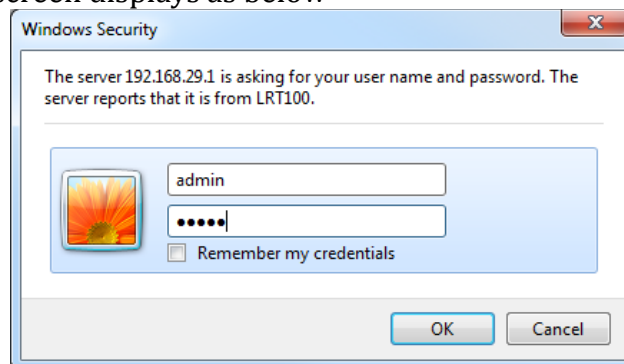 screen displays as below
Windows Security
The server 192.168.29.1 is asking for your user name and password. The
server reports that it is from LRT100.
admin
●●●●●
Remember my credentials
OK
Cancel